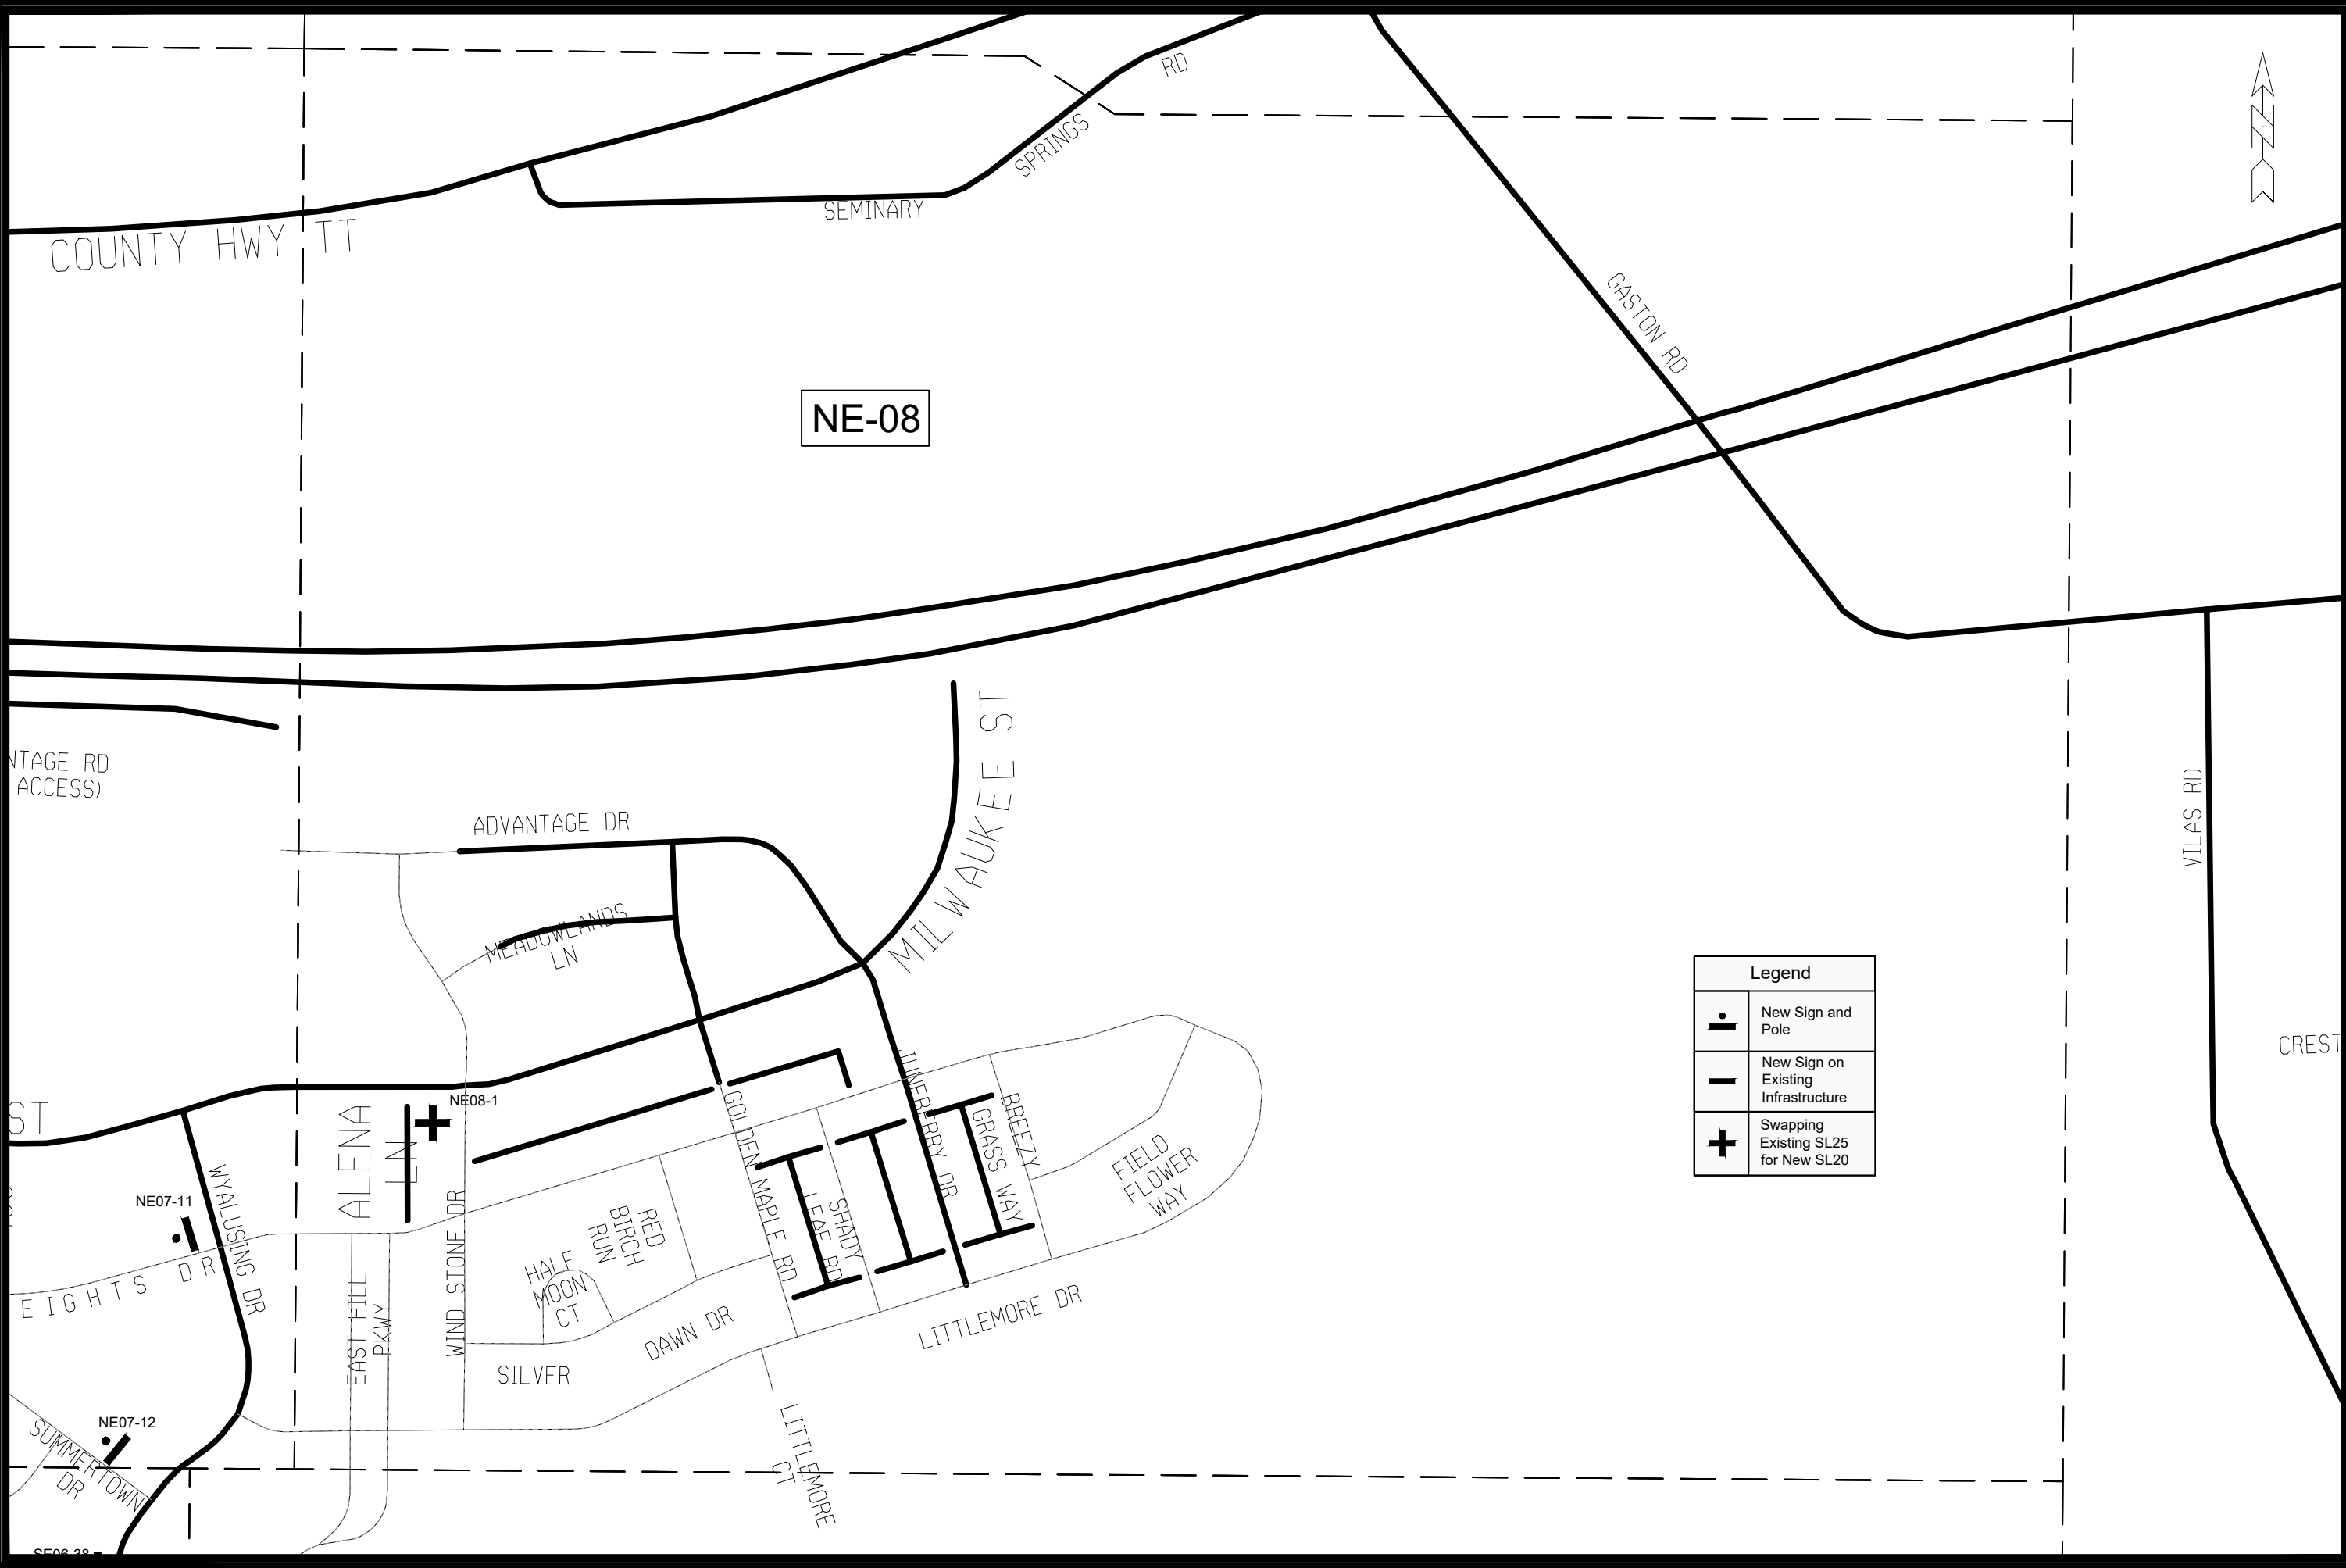 RD
SPRINGS
SEMINARY
COUNTY HWY TT
GASTON RD
NE-08
MILWAUKEE ST
NTAGE RD
ACCESS)
ADVANTAGE DR
VILAS RD
MEADOWLANDS
LN
Legend
New Sign and
Pole
New Sign on
Existing
Infrastructure
Swapping
Existing SL25
for New SL20
CREST
ST
NE08-1
ALENA
LN
GOLDEN MAPLE RD
JUNEBERRY DR
BREEZY
GRASS WAY
FIELD
FLOWER
WAY
NE07-11
WYALUSING DR
WIND STONE DR
RED
BIRCH
RUN
SHADY
LEAF RD
HALF
MOON
CT
EIGHTS DR
EAST HILL
PKWY
DAWN DR
LITTLEMORE DR
SILVER
NE07-12
SUMMERTOWN
DR
LITTLEMORE
CT
SE06-38